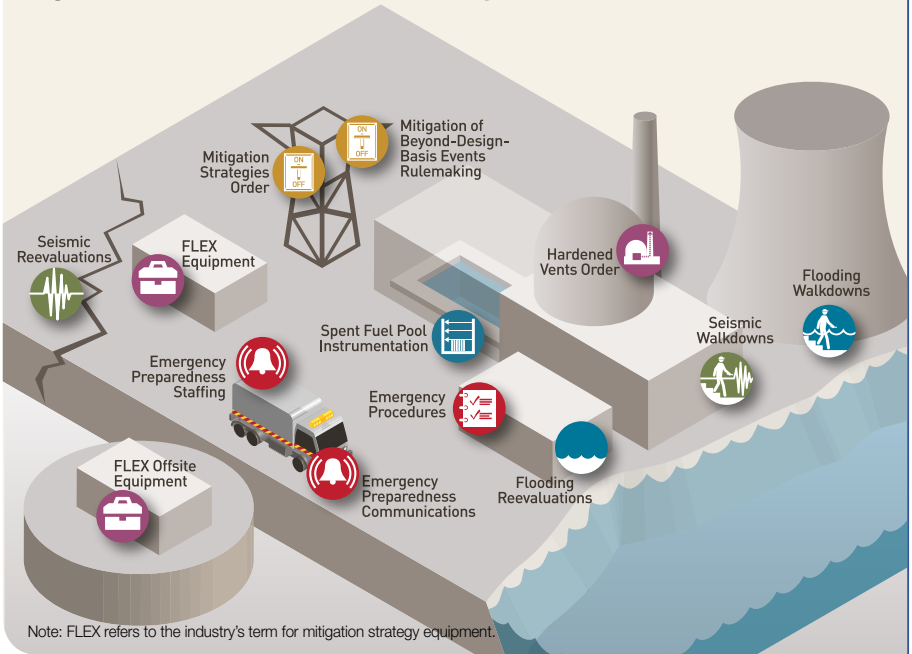 Mitigation
Strategies
Order
ON
OFF
ON
OFF
Mitigation of
Beyond-Design-
Basis Events
Rulemaking
Seismic
Reevaluations
FLEX
Equipment
Hardened
Vents Order
Flooding
Walkdowns
Spent Fuel Pool
Instrumentation
Seismic
Walkdowns
Emergency
Preparedness
Staffing
Emergency
Procedures
FLEX Offsite
Equipment
Emergency
Preparedness
Communications
Flooding
Reevaluations
Note: FLEX refers to the industry’s term for mitigation strategy equipment.